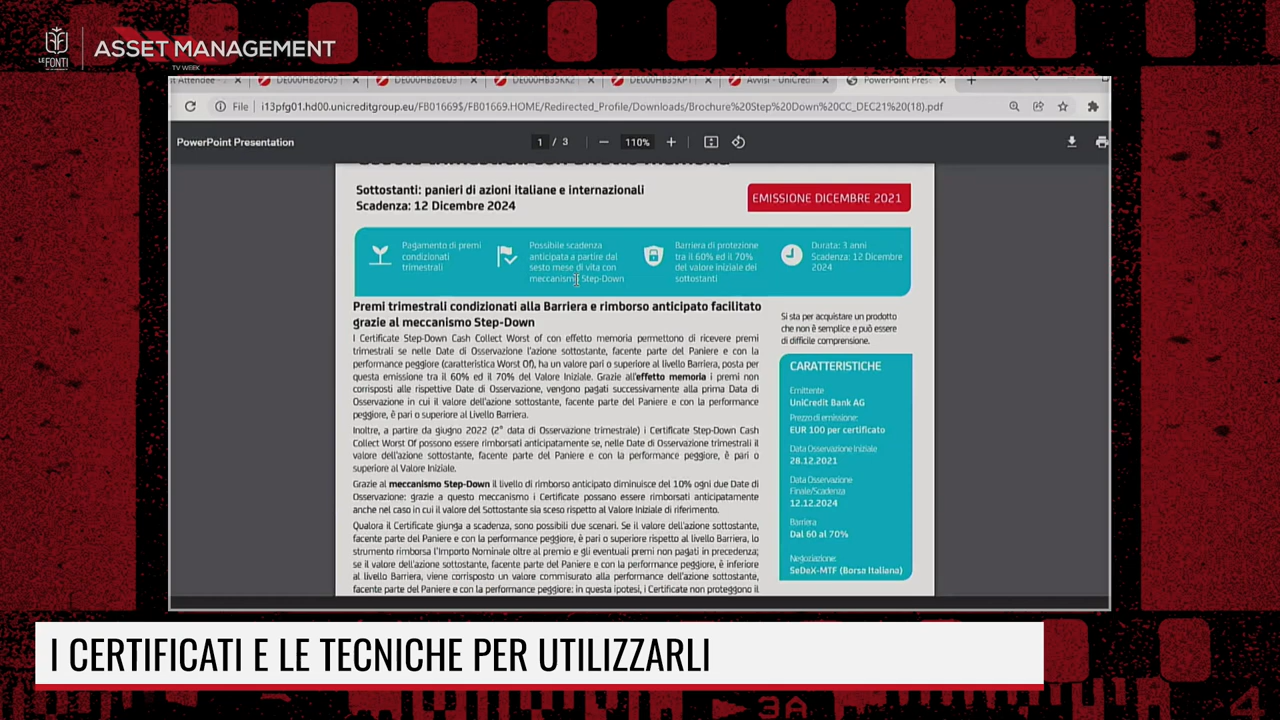 LE FONTI
ASSET MANAGEMENT
TV WEEK
t Attendee - DE000HB26F05 DE000HB26EU3 DE000HB35KK2 DE000HB35KP1 Avvisi - UniCredi PowerPoint Pres
File i13pfg01.hd00.unicreditgroup.eu/FB01669$/FB01669.HOME/Redirected_Profile/Downloads/Brochure%20Step%20Down%20CC_DEC21%20(18).pdf
PowerPoint Presentation 1 / 3 110%
Sottostanti: panieri di azioni italiane e internazionali
Scadenza: 12 Dicembre 2024
EMISSIONE DICEMBRE 2021
Pagamento di premi
condizionati
trimestrali
Possibile scadenza
anticipata a partire dal
sesto mese di vita con
meccanismo Step-Down
Barriera di protezione
tra il 60% ed il 70%
del valore iniziale dei
sottostanti
Durata: 3 anni
Scadenza: 12 Dicembre
2024
Premi trimestrali condizionati alla Barriera e rimborso anticipato facilitato
grazie al meccanismo Step-Down
I Certificate Step-Down Cash Collect Worst of con effetto memoria permettono di ricevere premi
trimestrali se nelle Date di Osservazione l'azione sottostante, facente parte del Paniere e con la
performance peggiore (caratteristica Worst Of), ha un valore pari o superiore al livello Barriera, posta per
questa emissione tra il 60% ed il 70% del Valore Iniziale. Grazie all'effetto memoria i premi non
corrisposti alle rispettive Date di Osservazione, vengono pagati successivamente alla prima Data di
Osservazione in cui il valore dell'azione sottostante, facente parte del Paniere e con la performance
peggiore, è pari o superiore al Livello Barriera.
Inoltre, a partire da giugno 2022 (2° data di Osservazione trimestrale) i Certificate Step-Down Cash
Collect Worst Of possono essere rimborsati anticipatamente se, nelle Date di Osservazione trimestrali il
valore dell'azione sottostante, facente parte del Paniere e con la performance peggiore, è pari o
superiore al Valore Iniziale.
Grazie al meccanismo Step-Down il livello di rimborso anticipato diminuisce del 10% ogni due Date di
Osservazione: grazie a questo meccanismo i Certificate possano essere rimborsati anticipatamente
anche nel caso in cui il valore del Sottostante sia sceso rispetto al Valore Iniziale di riferimento.
Qualora il Certificate giunga a scadenza, sono possibili due scenari. Se il valore dell'azione sottostante,
facente parte del Paniere e con la performance peggiore, è pari o superiore rispetto al livello Barriera, lo
strumento rimborsa l'Importo Nominale oltre al premio e gli eventuali premi non pagati in precedenza;
se il valore dell'azione sottostante, facente parte del Paniere e con la performance peggiore, è inferiore
al livello Barriera, viene corrisposto un valore commisurato alla performance dell'azione sottostante,
facente parte del Paniere e con la performance peggiore: in questa ipotesi, i Certificate non proteggono il
Si sta per acquistare un prodotto
che non è semplice e può essere
di difficile comprensione.
CARATTERISTICHE
Emittente
UniCredit Bank AG
Prezzo di emissione:
EUR 100 per certificato
Data Osservazione Iniziale
28.12.2021
Data Osservazione
Finale/Scadenza
12.12.2024
Barriera
Dal 60 al 70%
Negoziazione:
SeDeX-MTF (Borsa Italiana)
I CERTIFICATI E LE TECNICHE PER UTILIZZARLI
3A
4